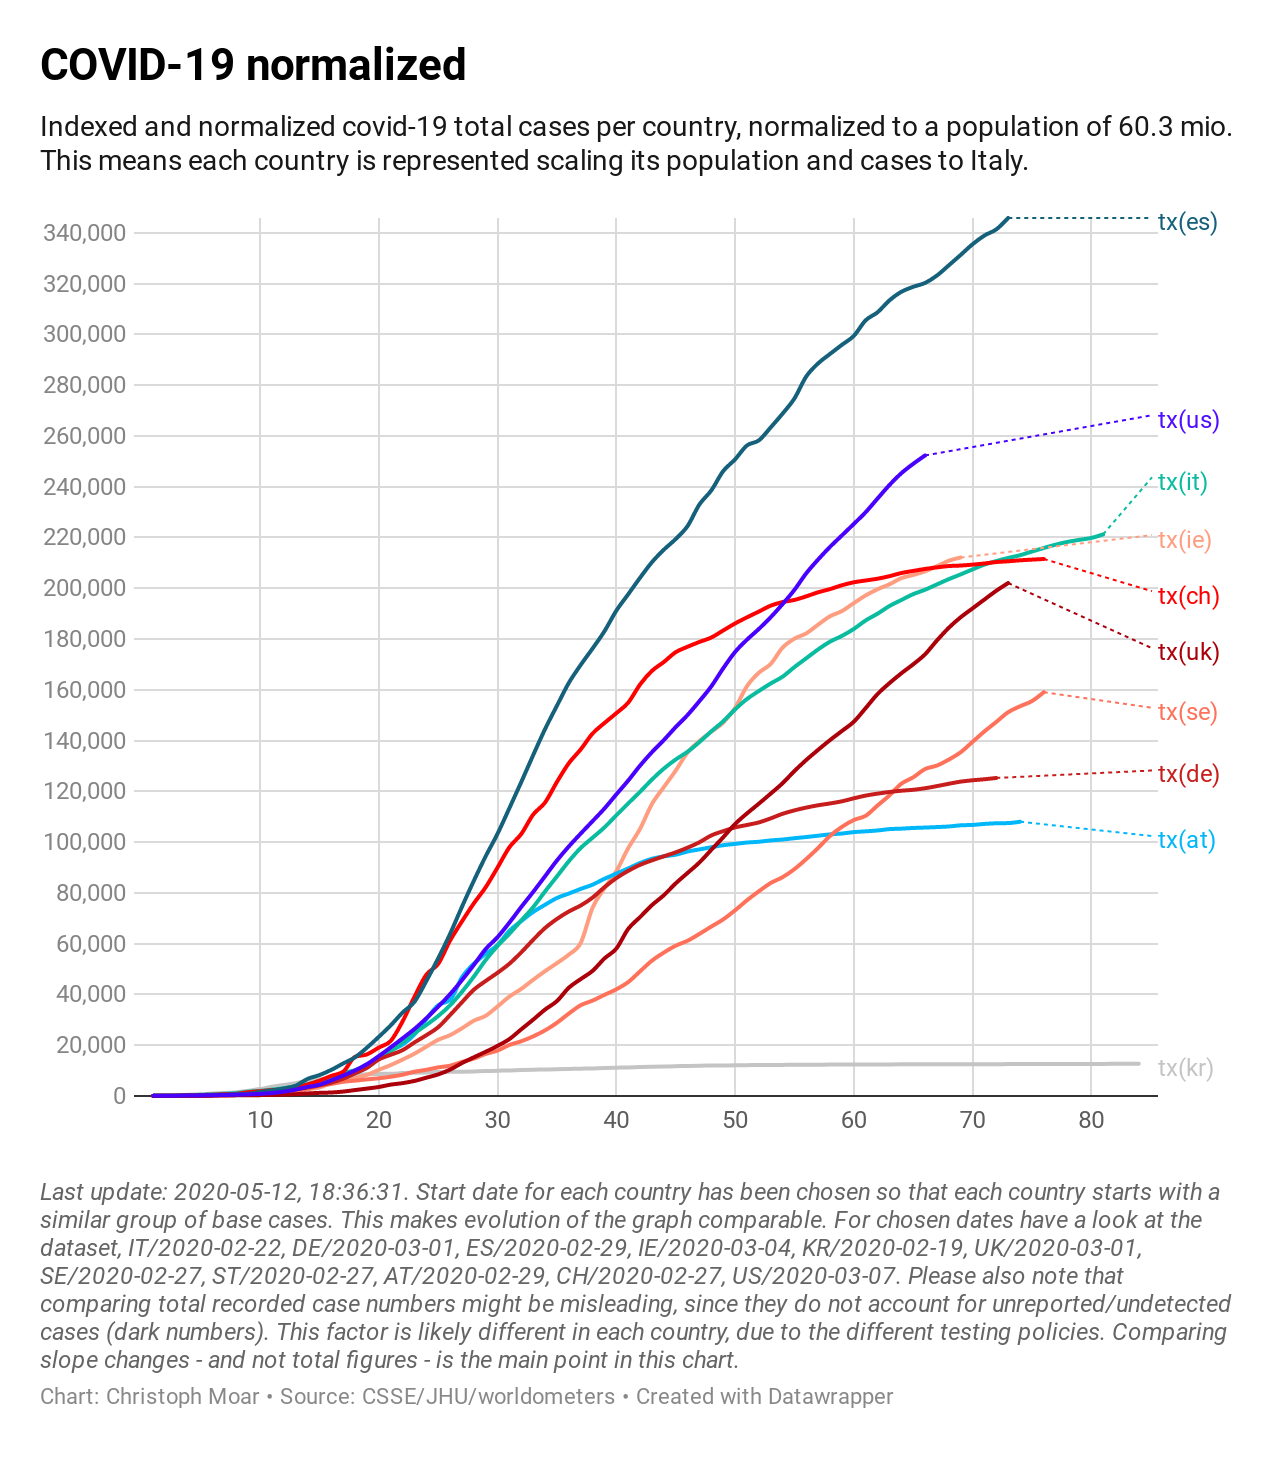 COVID-19 normalized
Indexed and normalized covid-19 total cases per country, normalized to a population of 60.3 mio.
This means each country is represented scaling its population and cases to Italy.
340,000
320,000
300,000
280,000
260,000
240,000
220,000
200,000
180,000
160,000
140,000
120,000
100,000
80,000
60,000
40,000
20,000
0
tx(es)
tx(us)
tx(it)
tx(ie)
tx(ch)
tx(uk)
tx(se)
tx(de)
tx(at)
tx(kr)
10 20 30 40 50 60 70 80
Last update: 2020-05-12, 18:36:31. Start date for each country has been chosen so that each country starts with a
similar group of base cases. This makes evolution of the graph comparable. For chosen dates have a look at the
dataset, IT/2020-02-22, DE/2020-03-01, ES/2020-02-29, IE/2020-03-04, KR/2020-02-19, UK/2020-03-01,
SE/2020-02-27, ST/2020-02-27, AT/2020-02-29, CH/2020-02-27, US/2020-03-07. Please also note that
comparing total recorded case numbers might be misleading, since they do not account for unreported/undetected
cases (dark numbers). This factor is likely different in each country, due to the different testing policies. Comparing
slope changes - and not total figures - is the main point in this chart.
Chart: Christoph Moar • Source: CSSE/JHU/worldometers • Created with Datawrapper